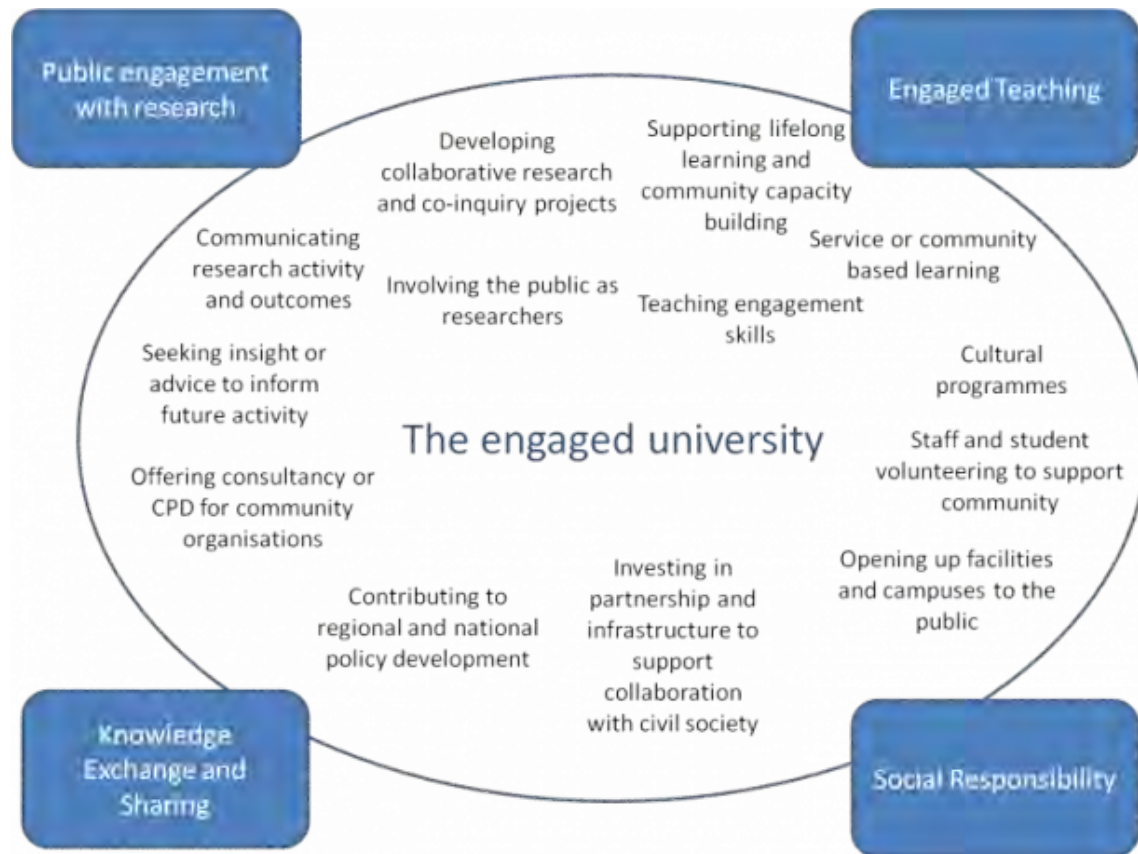 Public engagement
with research
Engaged Teaching
Developing
collaborative research
and co-inquiry projects
Supporting lifelong
learning and
community capacity
building
Communicating
research activity
and outcomes
Involving the public as
researchers
Teaching engagement
skills
Service or community
based learning
Seeking insight or
advice to inform
future activity
Cultural
programmes
The engaged university
Staff and student
volunteering to support
community
Offering consultancy or
CPD for community
organisations
Contributing to
regional and national
policy development
Investing in
partnership and
infrastructure to
support
collaboration
with civil society
Opening up facilities
and campuses to the
public
Knowledge
Exchange and
Sharing
Social Responsibility